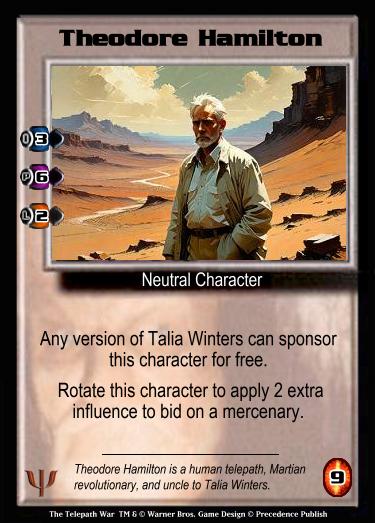 Theodore Hamilton
D 3
P 6
L 2
Neutral Character
Any version of Talia Winters can sponsor
this character for free.
Rotate this character to apply 2 extra
influence to bid on a mercenary.
Theodore Hamilton is a human telepath, Martian
revolutionary, and uncle to Talia Winters.
9
The Telepath War TM & © Warner Bros. Game Design © Precedence Publish